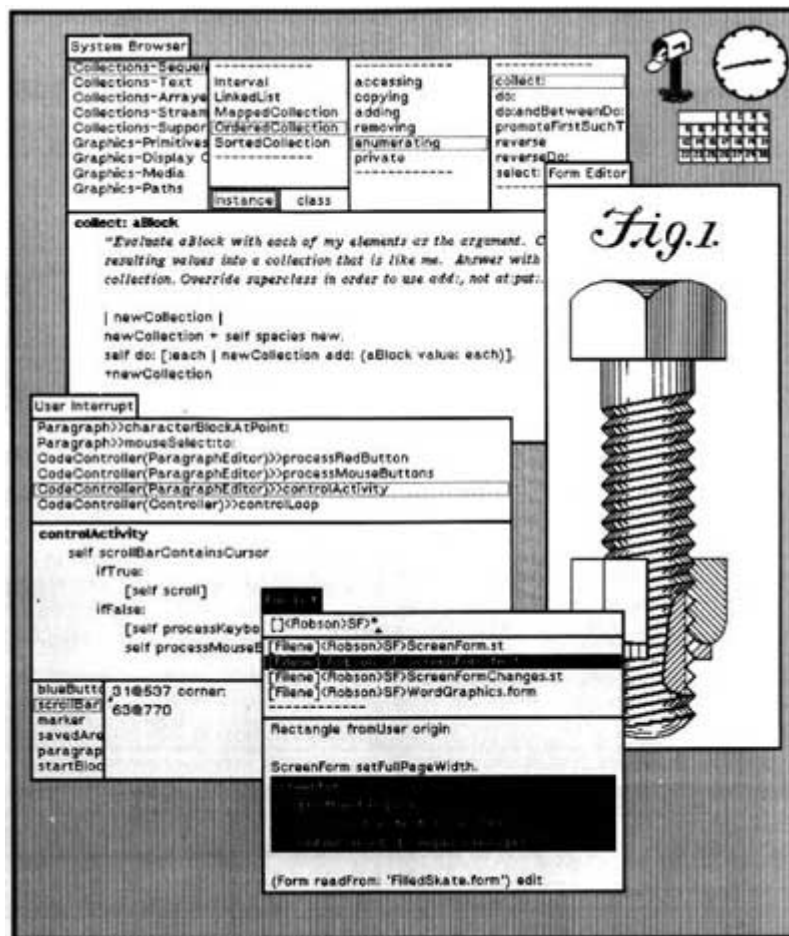 System Browser
Collections-Sequen
Collections-Text
Collections-Arraye
Collections-Stream
Collections-Suppor
Graphics-Primitives
Graphics-Display O
Graphics-Media
Graphics-Paths
------------
Interval
LinkedList
MappedCollection
OrderedCollection
SortedCollection
------------
instance
class
------------
accessing
copying
adding
removing
enumerating
private
------------
------------
collect:
do:
do:andBetweenDo:
promoteFirstSuchT
reverse
reverseDo:
select:
collect: aBlock
"Evaluate aBlock with each of my elements as the argument. C
resulting values into a collection that is like me. Answer with
collection. Override superclass in order to use add:, not at:put:.
| newCollection |
newCollection ← self species new.
self do: [:each | newCollection add: (aBlock value: each)].
↑newCollection
Form Editor
Fig.1.
User Interrupt
Paragraph>>characterBlockAtPoint:
Paragraph>>mouseSelect:to:
CodeController(ParagraphEditor)>>processRedButton
CodeController(ParagraphEditor)>>processMouseButtons
CodeController(ParagraphEditor)>>controlActivity
CodeController(Controller)>>controlLoop
controlActivity
self scrollBarContainsCursor
ifTrue:
[self scroll]
ifFalse:
[self processKeybo
self processMouseB
blueButto
scrollBar
marker
savedAre
paragrap
startBloc
31@537 corner:
63@770
[]<Robson>SF>*
[Filene]<Robson>SF>ScreenForm.st
[Filene]<Robson>SF>ScreenFormChanges.st
[Filene]<Robson>SF>WordGraphics.form
------------
Rectangle fromUser origin
ScreenForm setFullPageWidth.
(Form readFrom: 'FilledSkate.form') edit